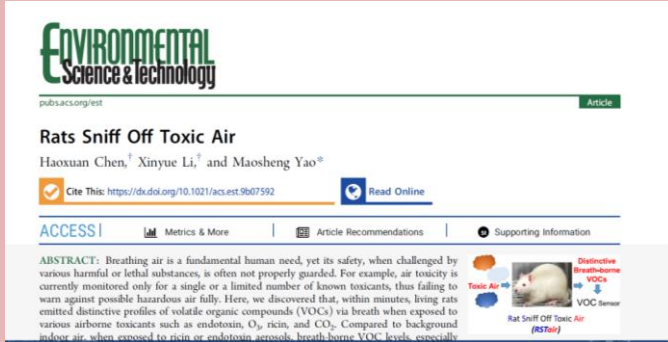 ENVIRONMENTAL
Science & Technology
pubs.acs.org/est
Article
Rats Sniff Off Toxic Air
Haoxuan Chen,† Xinyue Li,† and Maosheng Yao*
Cite This: https://dx.doi.org/10.1021/acs.est.9b07592
Read Online
ACCESS
Metrics & More
Article Recommendations
SI Supporting Information
ABSTRACT: Breathing air is a fundamental human need, yet its safety, when challenged by
various harmful or lethal substances, is often not properly guarded. For example, air toxicity is
currently monitored only for a single or a limited number of known toxicants, thus failing to
warn against possible hazardous air fully. Here, we discovered that, within minutes, living rats
emitted distinctive profiles of volatile organic compounds (VOCs) via breath when exposed to
various airborne toxicants such as endotoxin, O3, ricin, and CO2. Compared to background
indoor air, when exposed to ricin or endotoxin aerosols, breath-borne VOC levels, especially
Toxic Air
Distinctive
Breath-borne
VOCs
VOC Sensor
Rats Sniff Off Toxic Air
(RSTair)